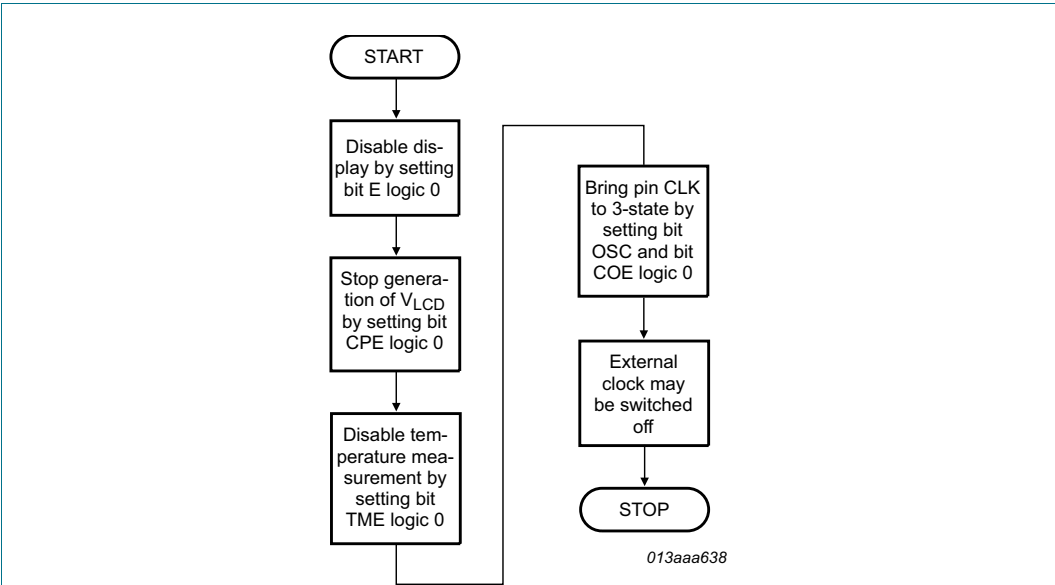 START
Disable dis-
play by setting
bit E logic 0
Stop genera-
tion of VLCD
by setting bit
CPE logic 0
Disable tem-
perature mea-
surement by
setting bit
TME logic 0
Bring pin CLK
to 3-state by
setting bit
OSC and bit
COE logic 0
External
clock may
be switched
off
STOP
013aaa638